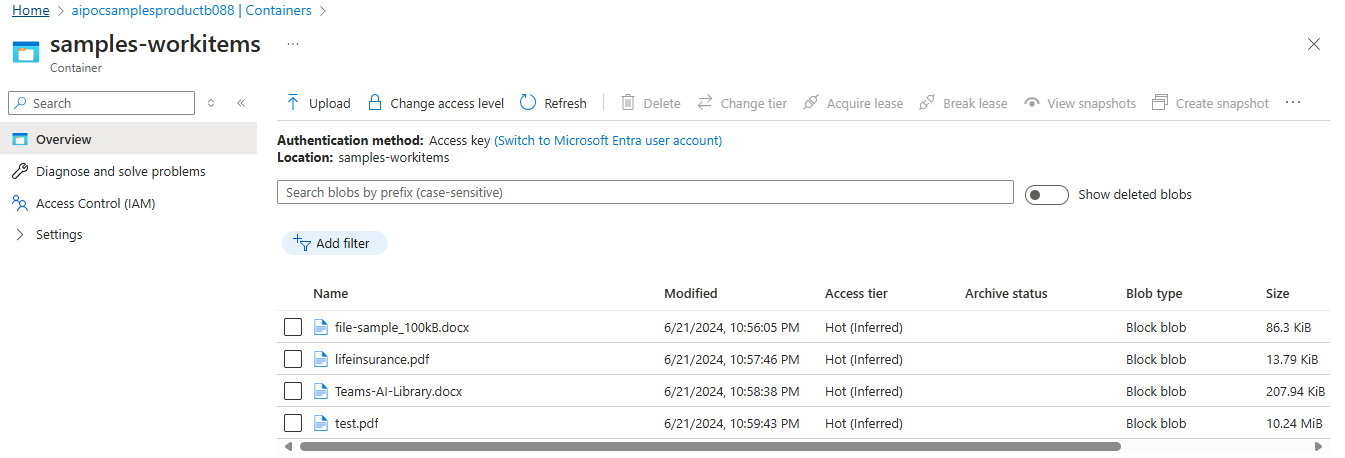 Home > aipocsamplesproductb088 | Containers >
samples-workitems ...
Container
Search
Upload Change access level Refresh Delete Change tier Acquire lease Break lease View snapshots Create snapshot ...
Overview
Diagnose and solve problems
Access Control (IAM)
Settings
Authentication method: Access key (Switch to Microsoft Entra user account)
Location: samples-workitems
Search blobs by prefix (case-sensitive)
Show deleted blobs
Add filter
Name Modified Access tier Archive status Blob type Size
file-sample_100kB.docx 6/21/2024, 10:56:05 PM Hot (Inferred) Block blob 86.3 KiB
lifeinsurance.pdf 6/21/2024, 10:57:46 PM Hot (Inferred) Block blob 13.79 KiB
Teams-AI-Library.docx 6/21/2024, 10:58:38 PM Hot (Inferred) Block blob 207.94 KiB
test.pdf 6/21/2024, 10:59:43 PM Hot (Inferred) Block blob 10.24 MiB